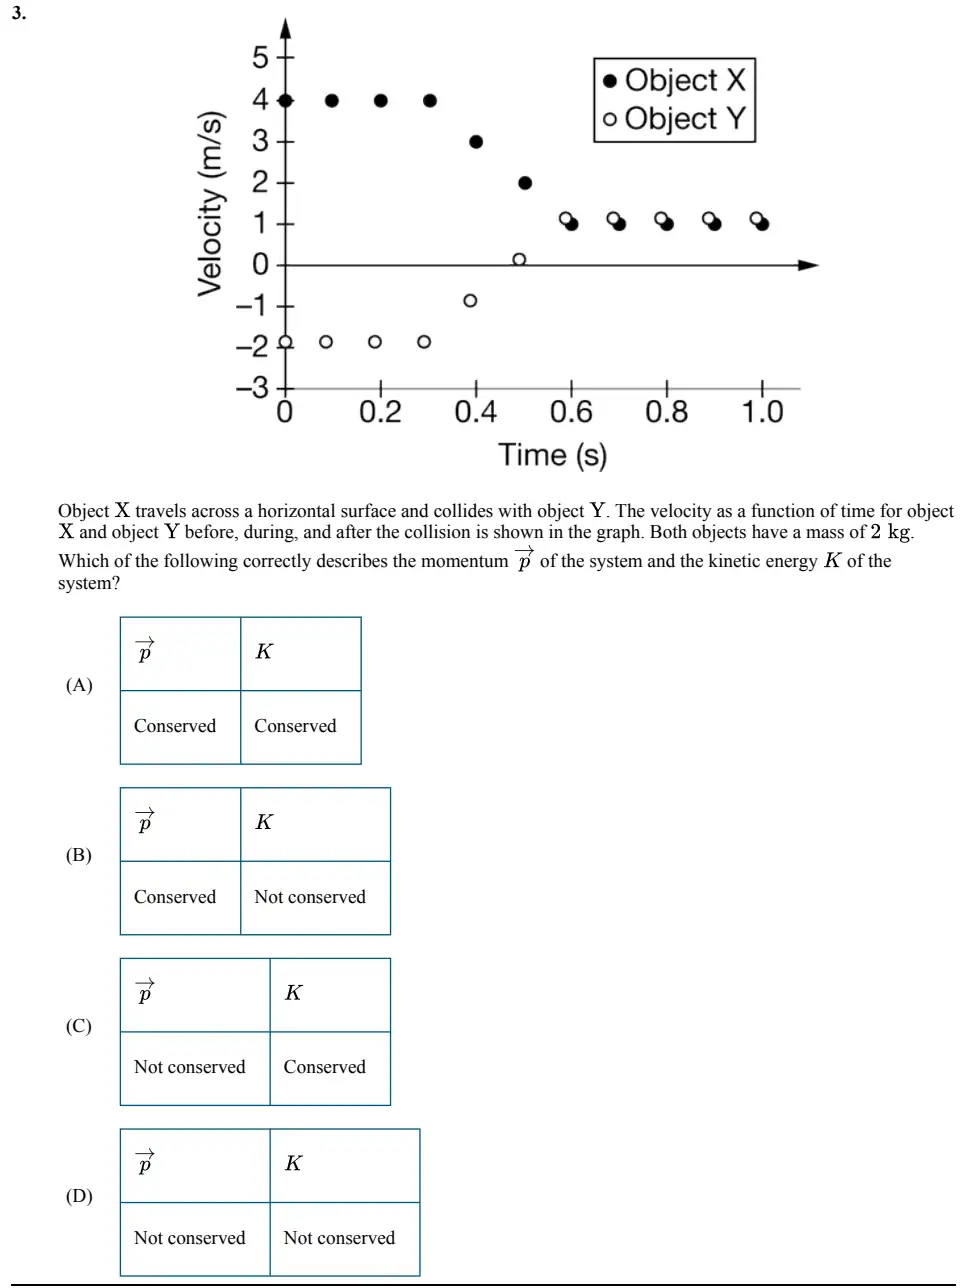 3.
5
4
3
2
1
0
–1
–2
–3
Velocity (m/s)
Object X
Object Y
0 0.2 0.4 0.6 0.8 1.0
Time (s)
Object X travels across a horizontal surface and collides with object Y. The velocity as a function of time for object
X and object Y before, during, and after the collision is shown in the graph. Both objects have a mass of 2 kg.
Which of the following correctly describes the momentum p⃗ of the system and the kinetic energy K of the
system?
(A)
p⃗ K
Conserved Conserved
(B)
p⃗ K
Conserved Not conserved
(C)
p⃗ K
Not conserved Conserved
(D)
p⃗ K
Not conserved Not conserved